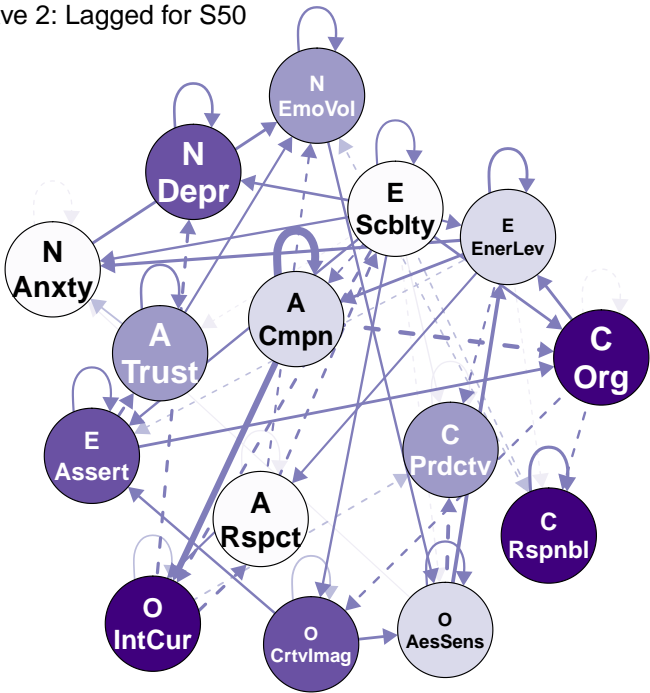 ve 2: Lagged for S50
N
EmoVol
N
Depr
E
Scblty
E
EnerLev
N
Anxty
A
Cmpn
A
Trust
C
Org
E
Assert
C
Prdctv
A
Rspct
C
Rspnbl
O
IntCur
O
CrtvImag
O
AesSens